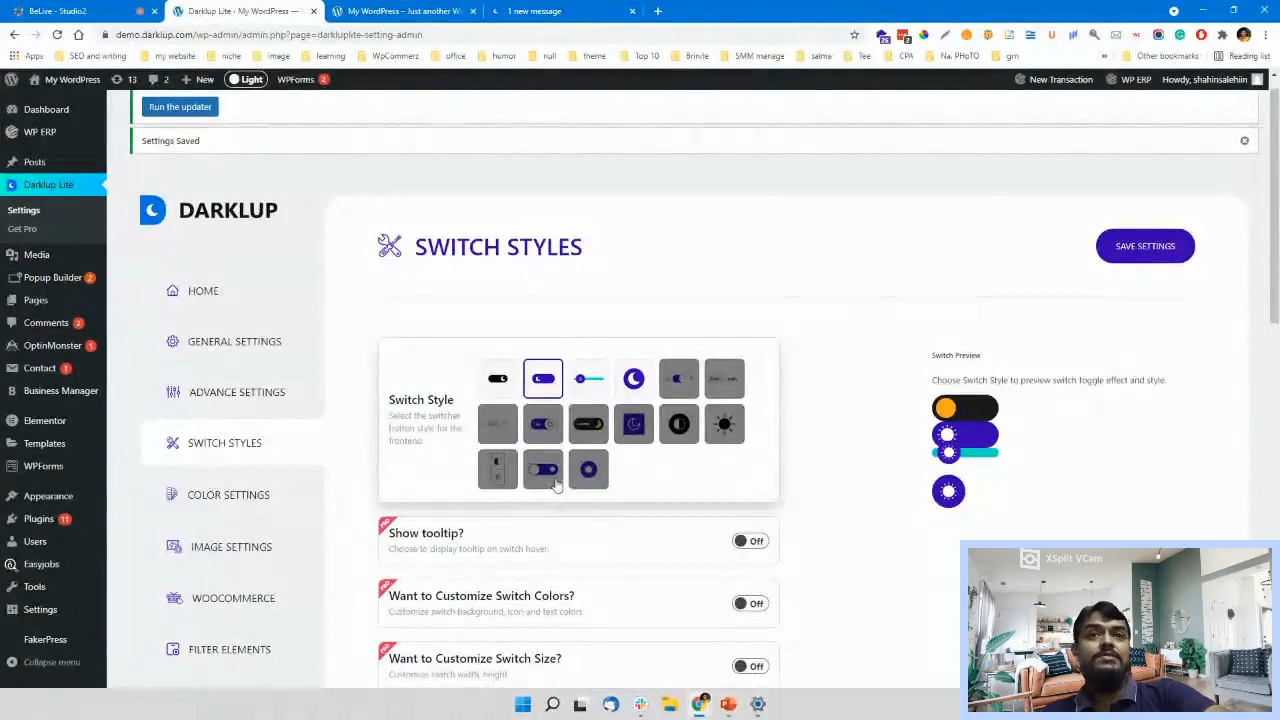 BeLive - Studio2
Darklup Lite ‹ My WordPress —
My WordPress – Just another W
1 new message
demo.darklup.com/wp-admin/admin.php?page=darkluplite-setting-admin
Apps
SEO and writing
my website
niche
image
learning
WpCommerz
office
humor
null
theme
Top 10
Brinite
SMM manage
salma
Tee
CPA
Na. PHoTO
grn
Other bookmarks
Reading list
My WordPress
13
2
New
Light
WPForms
2
New Transaction
WP ERP
Howdy, shahinsalehiin
Dashboard
WP ERP
Posts
Darklup Lite
Settings
Get Pro
Media
Popup Builder 2
Pages
Comments 2
OptinMonster 1
Contact 1
Business Manager
Elementor
Templates
WPForms
Appearance
Plugins 11
Users
Easyjobs
Tools
Settings
FakerPress
Collapse menu
Run the updater
Settings Saved
DARKLUP
HOME
GENERAL SETTINGS
ADVANCE SETTINGS
SWITCH STYLES
COLOR SETTINGS
IMAGE SETTINGS
WOOCOMMERCE
FILTER ELEMENTS
SWITCH STYLES
SAVE SETTINGS
Switch Style
Select the switcher
button style for the
frontend.
Switch Preview
Choose Switch Style to preview switch toggle effect and style.
PRO
Show tooltip?
Choose to display tooltip on switch hover.
Off
PRO
Want to Customize Switch Colors?
Customize switch background, icon and text colors
Off
PRO
Want to Customize Switch Size?
Customize switch width, height.
Off
XSplit VCam